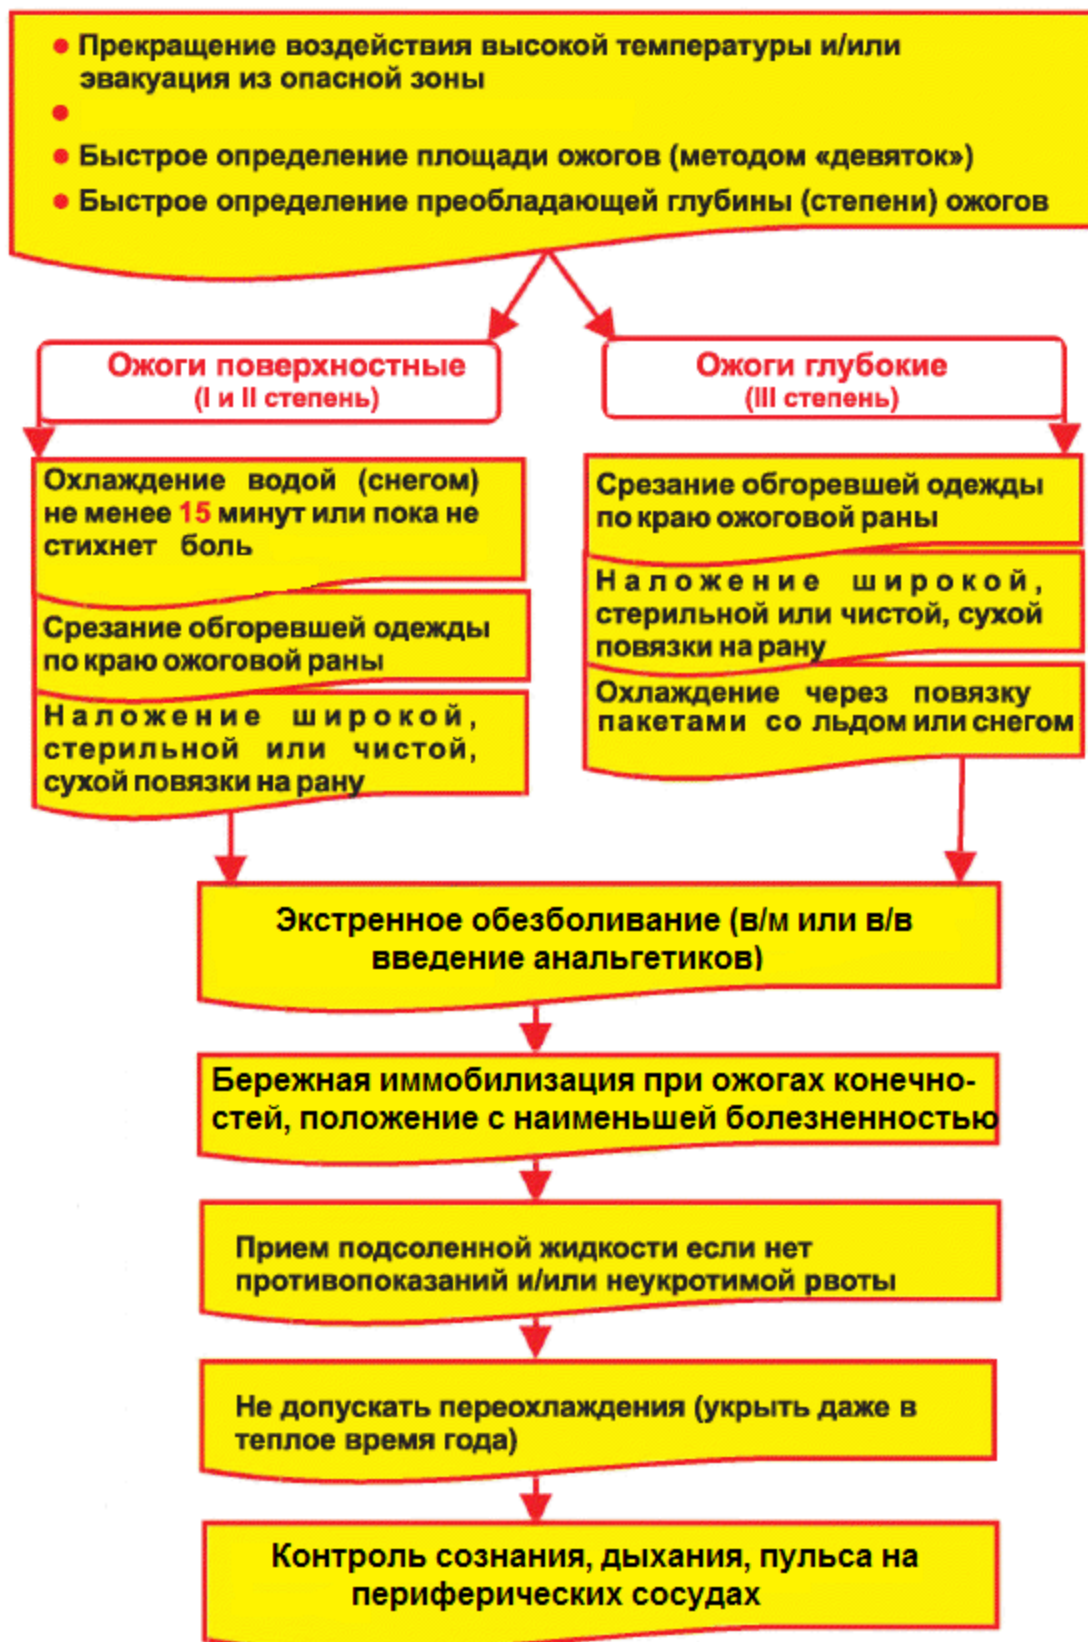 • Прекращение воздействия высокой температуры и/или
эвакуация из опасной зоны
•
• Быстрое определение площади ожогов (методом «девяток»)
• Быстрое определение преобладающей глубины (степени) ожогов
Ожоги поверхностные
(I и II степень)
Охлаждение водой (снегом)
не менее 15 минут или пока не
стихнет боль
Срезание обгоревшей одежды
по краю ожоговой раны
Наложение широкой,
стерильной или чистой,
сухой повязки на рану
Ожоги глубокие
(III степень)
Срезание обгоревшей одежды
по краю ожоговой раны
Наложение широкой,
стерильной или чистой, сухой
повязки на рану
Охлаждение через повязку
пакетами со льдом или снегом
Экстренное обезболивание (в/м или в/в
введение анальгетиков)
Бережная иммобилизация при ожогах конечно-
стей, положение с наименьшей болезненностью
Прием подсоленной жидкости если нет
противопоказаний и/или неукротимой рвоты
Не допускать переохлаждения (укрыть даже в
теплое время года)
Контроль сознания, дыхания, пульса на
периферических сосудах